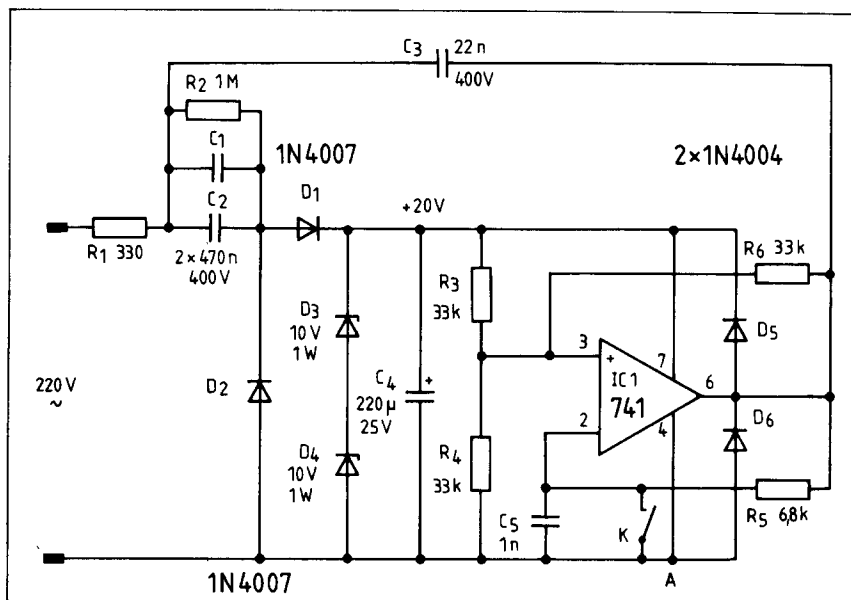 C3
22n
400V
R2 1M
C1
1N4007
2×1N4004
C2
D1
+20V
R1 330
2×470n
400V
R3
33k
R6 33k
D3
10V
1W
D5
220V
~
D2
C4
+
220µ
25V
3
+
7
IC1
741
6
2
4
D4
10V
1W
R4
33k
D6
C5
1n
K
R5 6,8k
1N4007
A